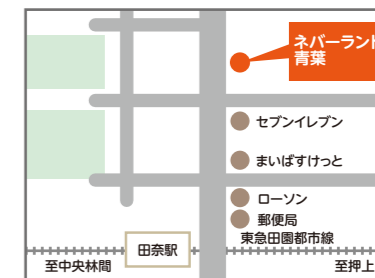 ネバーランド
青葉
セブンイレブン
まいばすけっと
ローソン
郵便局
東急田園都市線
田奈駅
至中央林間
至押上